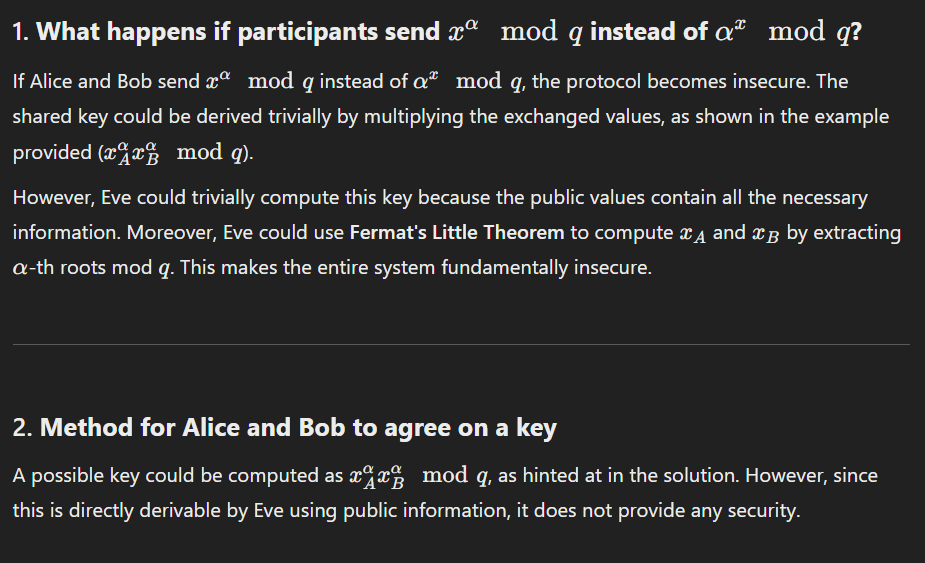 1. What happens if participants send $x^{\alpha} \mod q$ instead of $\alpha^{x} \mod q$?
If Alice and Bob send $x^{\alpha} \mod q$ instead of $\alpha^{x} \mod q$, the protocol becomes insecure. The
shared key could be derived trivially by multiplying the exchanged values, as shown in the example
provided ($x_A^{\alpha} x_B^{\alpha} \mod q$).
However, Eve could trivially compute this key because the public values contain all the necessary
information. Moreover, Eve could use Fermat's Little Theorem to compute $x_A$ and $x_B$ by extracting
$\alpha$-th roots mod $q$. This makes the entire system fundamentally insecure.
2. Method for Alice and Bob to agree on a key
A possible key could be computed as $x_A^{\alpha} x_B^{\alpha} \mod q$, as hinted at in the solution. However, since
this is directly derivable by Eve using public information, it does not provide any security.